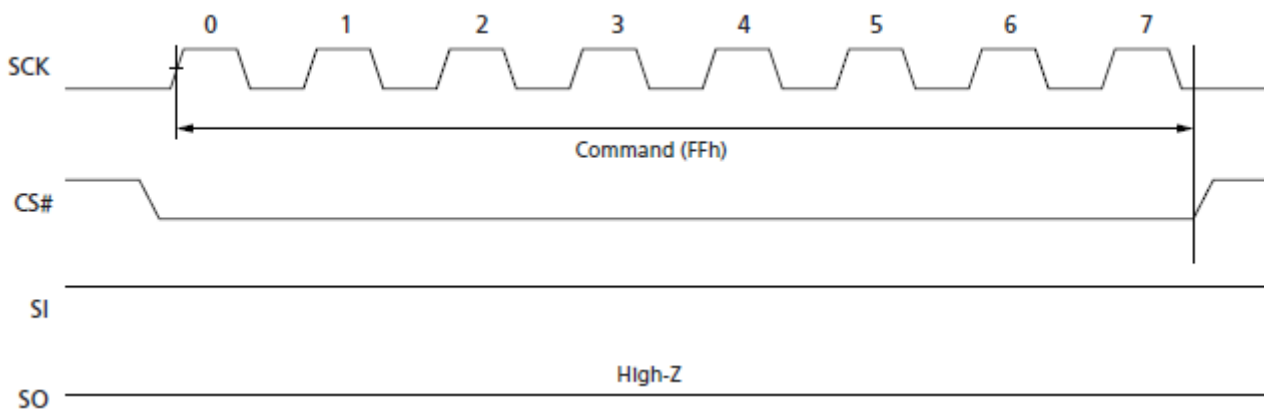 0 1 2 3 4 5 6 7
SCK
Command (FFh)
CS#
SI
High-Z
SO